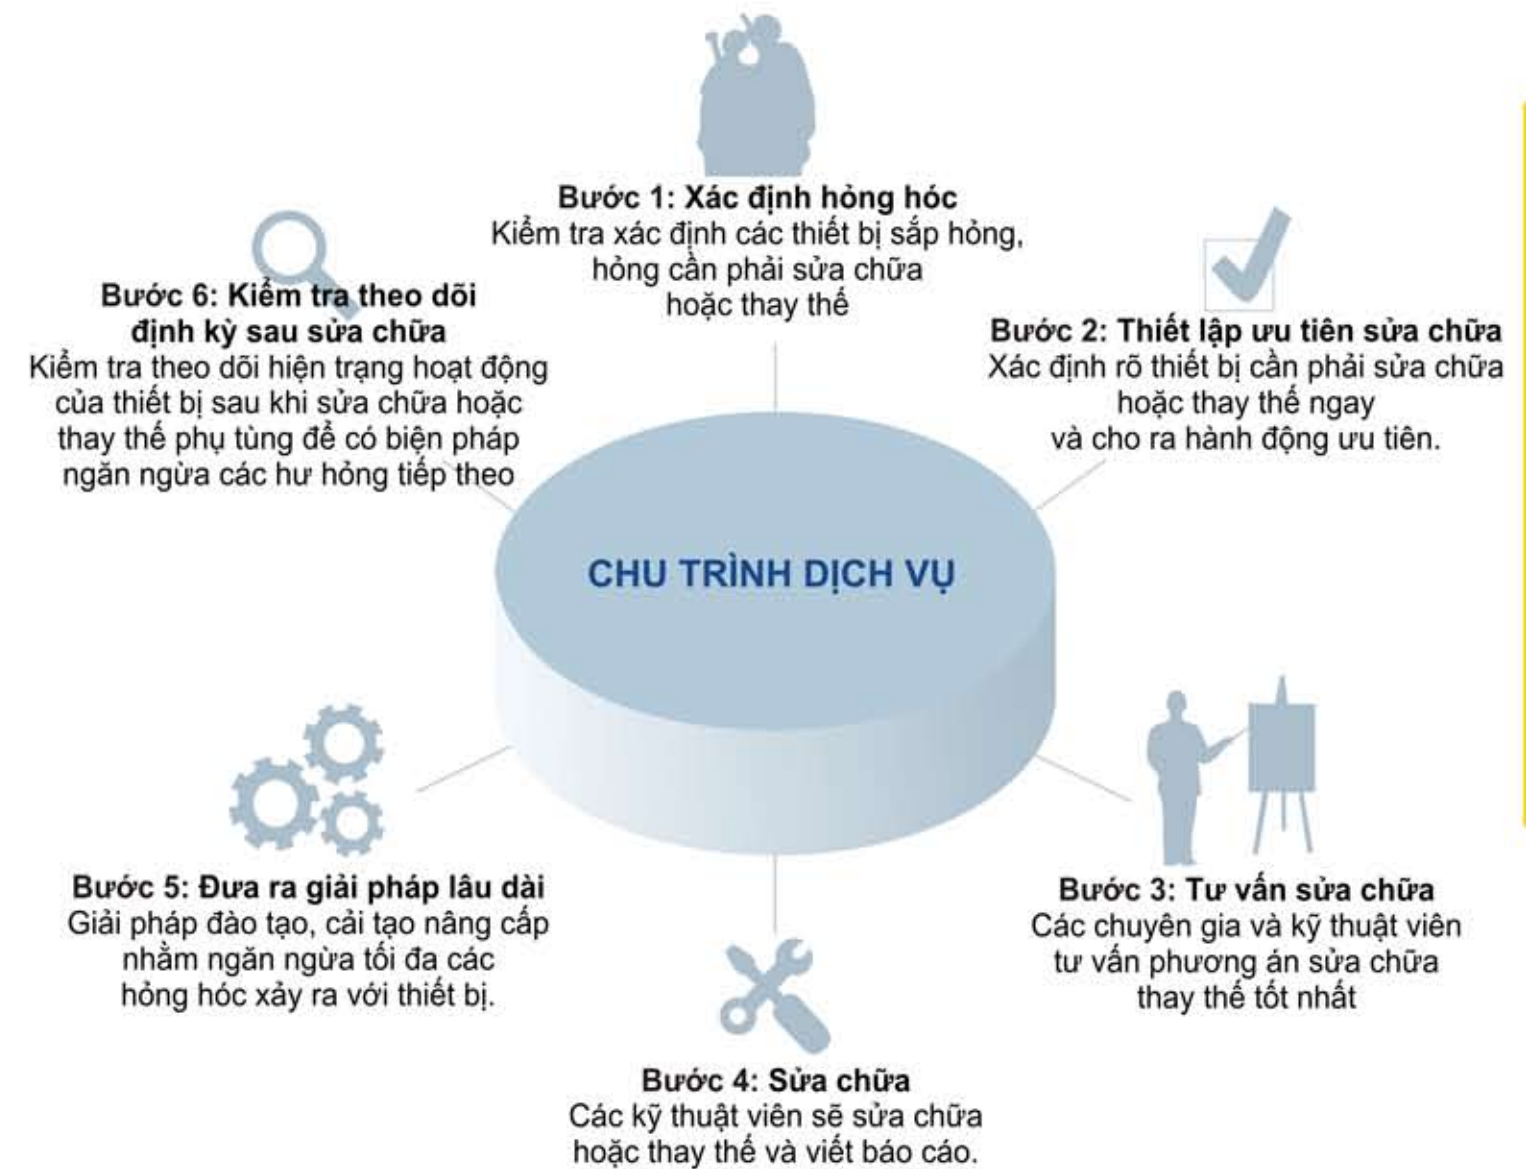 Bước 1: Xác định hỏng hóc
Kiểm tra xác định các thiết bị sắp hỏng,
hỏng cần phải sửa chữa
hoặc thay thế
Bước 2: Thiết lập ưu tiên sửa chữa
Xác định rõ thiết bị cần phải sửa chữa
hoặc thay thế ngay
và cho ra hành động ưu tiên.
Bước 3: Tư vấn sửa chữa
Các chuyên gia và kỹ thuật viên
tư vấn phương án sửa chữa
thay thế tốt nhất
Bước 4: Sửa chữa
Các kỹ thuật viên sẽ sửa chữa
hoặc thay thế và viết báo cáo.
Bước 5: Đưa ra giải pháp lâu dài
Giải pháp đào tạo, cải tạo nâng cấp
nhằm ngăn ngừa tối đa các
hỏng hóc xảy ra với thiết bị.
Bước 6: Kiểm tra theo dõi
định kỳ sau sửa chữa
Kiểm tra theo dõi hiện trạng hoạt động
của thiết bị sau khi sửa chữa hoặc
thay thế phụ tùng để có biện pháp
ngăn ngừa các hư hỏng tiếp theo
CHU TRÌNH DỊCH VỤ